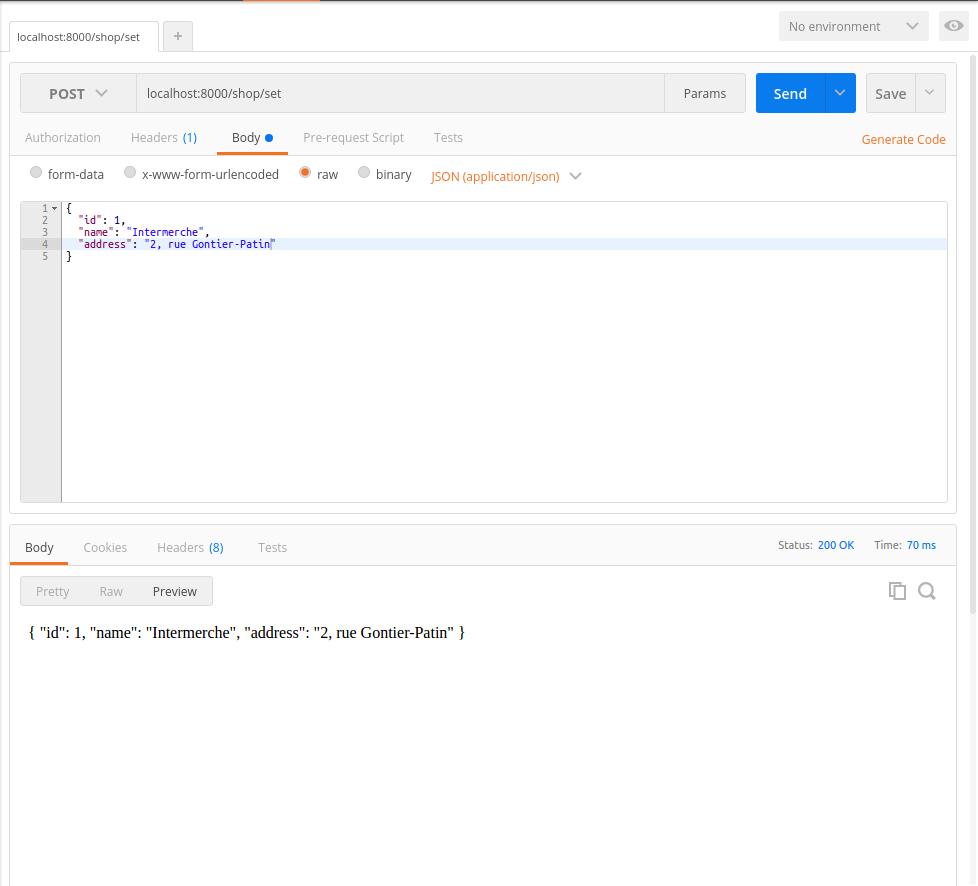 localhost:8000/shop/set
+
No environment
POST
localhost:8000/shop/set
Params
Send
Save
Authorization
Headers (1)
Body
Pre-request Script
Tests
Generate Code
form-data
x-www-form-urlencoded
raw
binary
JSON (application/json)
1 {
2 "id": 1,
3 "name": "Intermerche",
4 "address": "2, rue Gontier-Patin"
5 }
Body
Cookies
Headers (8)
Tests
Status: 200 OK
Time: 70 ms
Pretty
Raw
Preview
{ "id": 1, "name": "Intermerche", "address": "2, rue Gontier-Patin" }